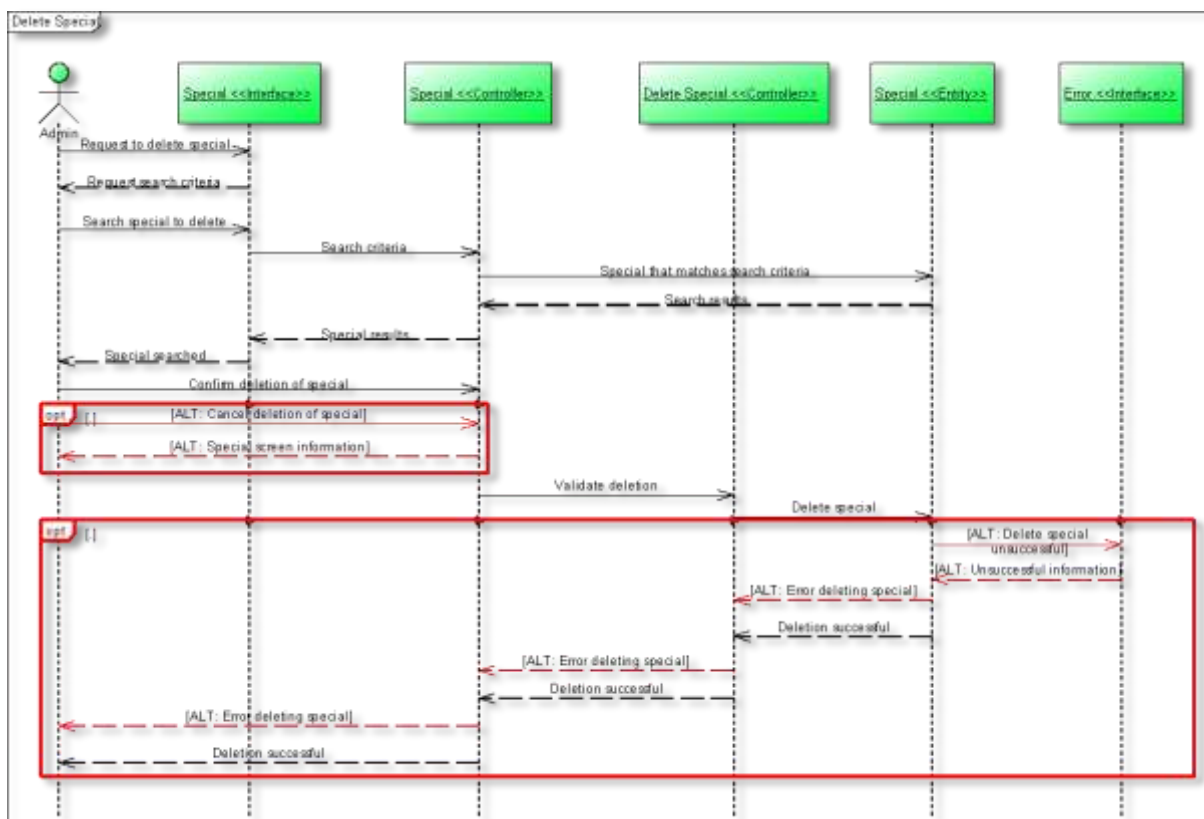 Delete Special
Special <<Interface>>
Special <<Controller>>
Delete Special <<Controller>>
Special <<Entity>>
Error <<Interface>>
Admin
Request to delete special
Request search criteria
Search special to delete
Search criteria
Special that matches search criteria
Search results
Special results
Special searched
Confirm deletion of special
opt
[ ]
[ALT: Cancel deletion of special]
[ALT: Special screen information]
Validate deletion
Delete special
opt
[ ]
[ALT: Delete special
unsuccessful]
[ALT: Unsuccessful information]
[ALT: Error deleting special]
Deletion successful
[ALT: Error deleting special]
Deletion successful
[ALT: Error deleting special]
Deletion successful